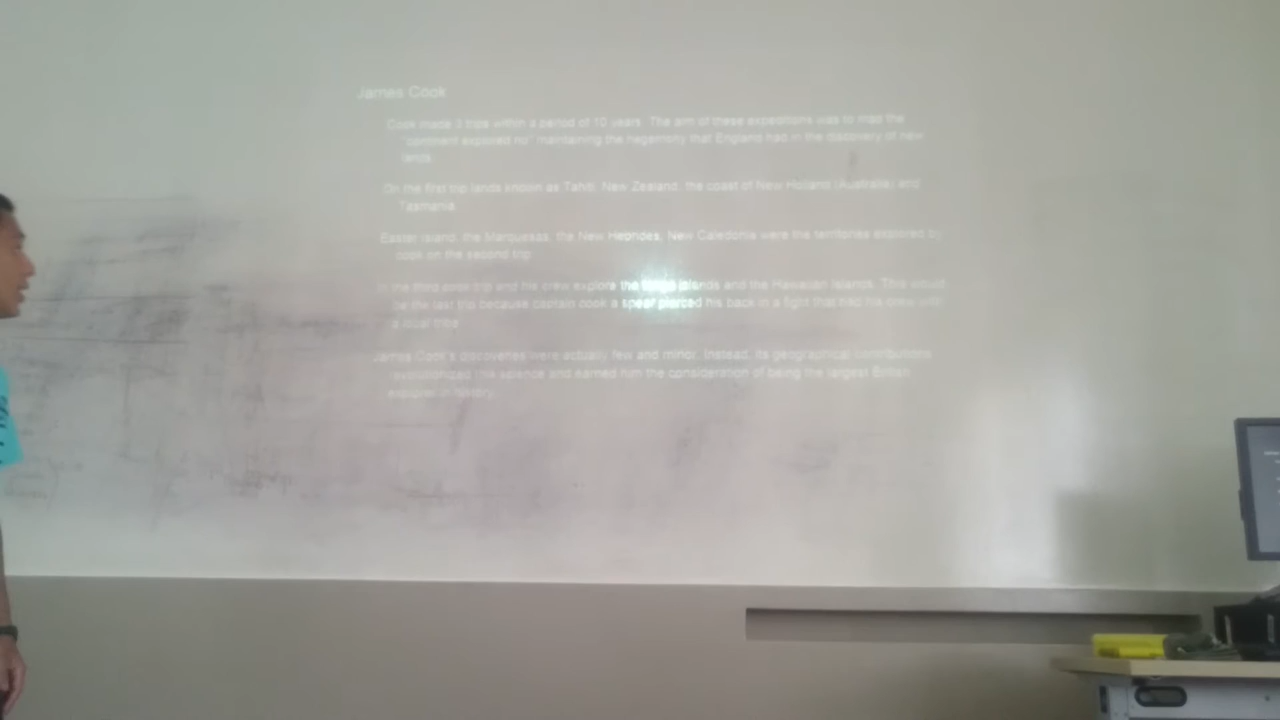 James Cook
Cook made 3 trips within a period of 10 years. The aim of these expeditions was to map the
maintaining the hegemony that England had in the discovery of new
lands.
On the first trip lands known as Tahiti, New Zealand, the coast of New Holland (Australia) and
Tasmania.
Easter Island, the Marquesas, the New Hebrides, New Caledonia were the territories explored by
cook on the second trip
the third cook trip and his crew explore the islands and the Hawaiian Islands. This would
be the last trip because captain cook a spear pierced his back in a fight that had his crew with
a local tribe
James Cook's discoveries were actually few and minor. Instead, its geographical contributions
revolutionized this science and earned him the consideration of being the largest British
explorer in history.